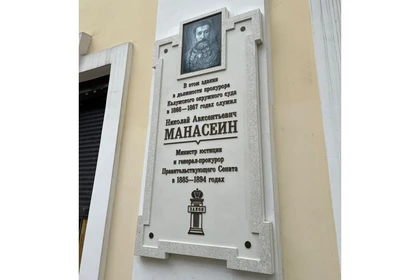 В этом здании
в должности прокурора
Калужского окружного суда
в 1866—1867 годах служил
Николай Авксентьевич
МАНАСЕИН
Министр юстиции
и генерал-прокурор
Правительствующего Сената
в 1885—1894 годах
ЗАКОН